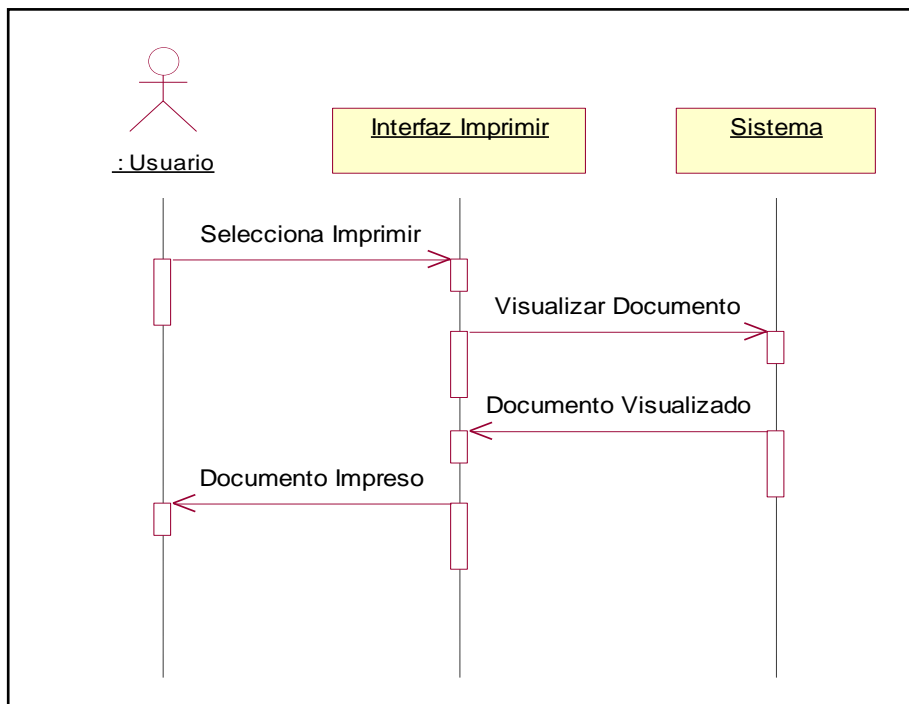 Interfaz Imprimir
Sistema
: Usuario
Selecciona Imprimir
Visualizar Documento
Documento Visualizado
Documento Impreso